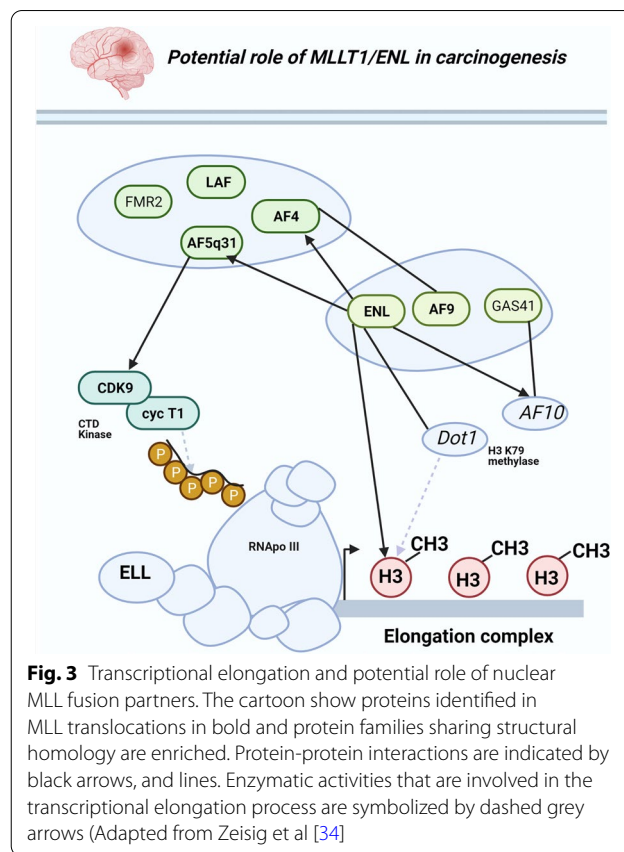 Potential role of MLLT1/ENL in carcinogenesis
LAF
FMR2
AF4
AF5q31
ENL
AF9
GAS41
CDK9
cyc T1
CTD
Kinase
AF10
Dot1
H3 K79
methylase
P
P
P
P
P
RNApo III
ELL
CH3
CH3
CH3
H3
H3
H3
Elongation complex
Fig. 3 Transcriptional elongation and potential role of nuclear
MLL fusion partners. The cartoon show proteins identified in
MLL translocations in bold and protein families sharing structural
homology are enriched. Protein-protein interactions are indicated by
black arrows, and lines. Enzymatic activities that are involved in the
transcriptional elongation process are symbolized by dashed grey
arrows (Adapted from Zeisig et al [34]